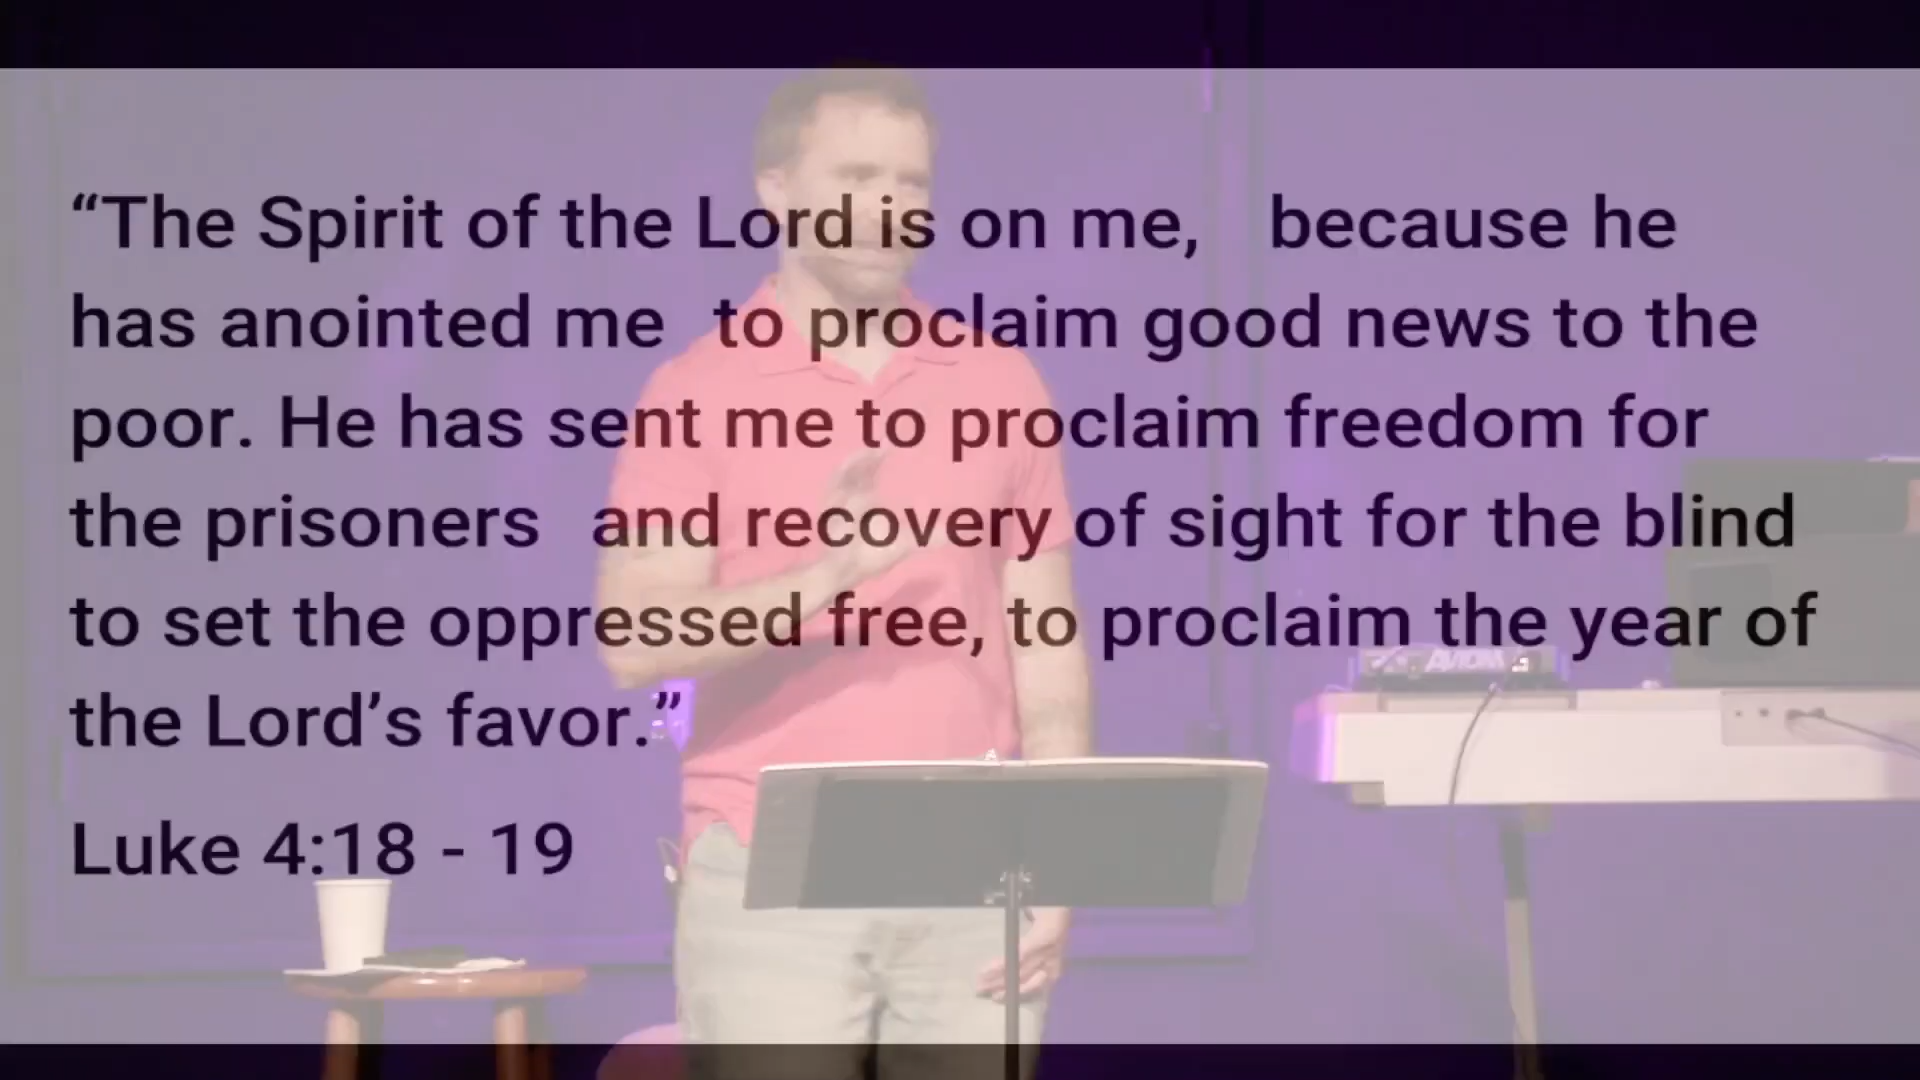 “The Spirit of the Lord is on me, because he
has anointed me to proclaim good news to the
poor. He has sent me to proclaim freedom for
the prisoners and recovery of sight for the blind
to set the oppressed free, to proclaim the year of
the Lord’s favor.”
Luke 4:18 - 19
AVIOM